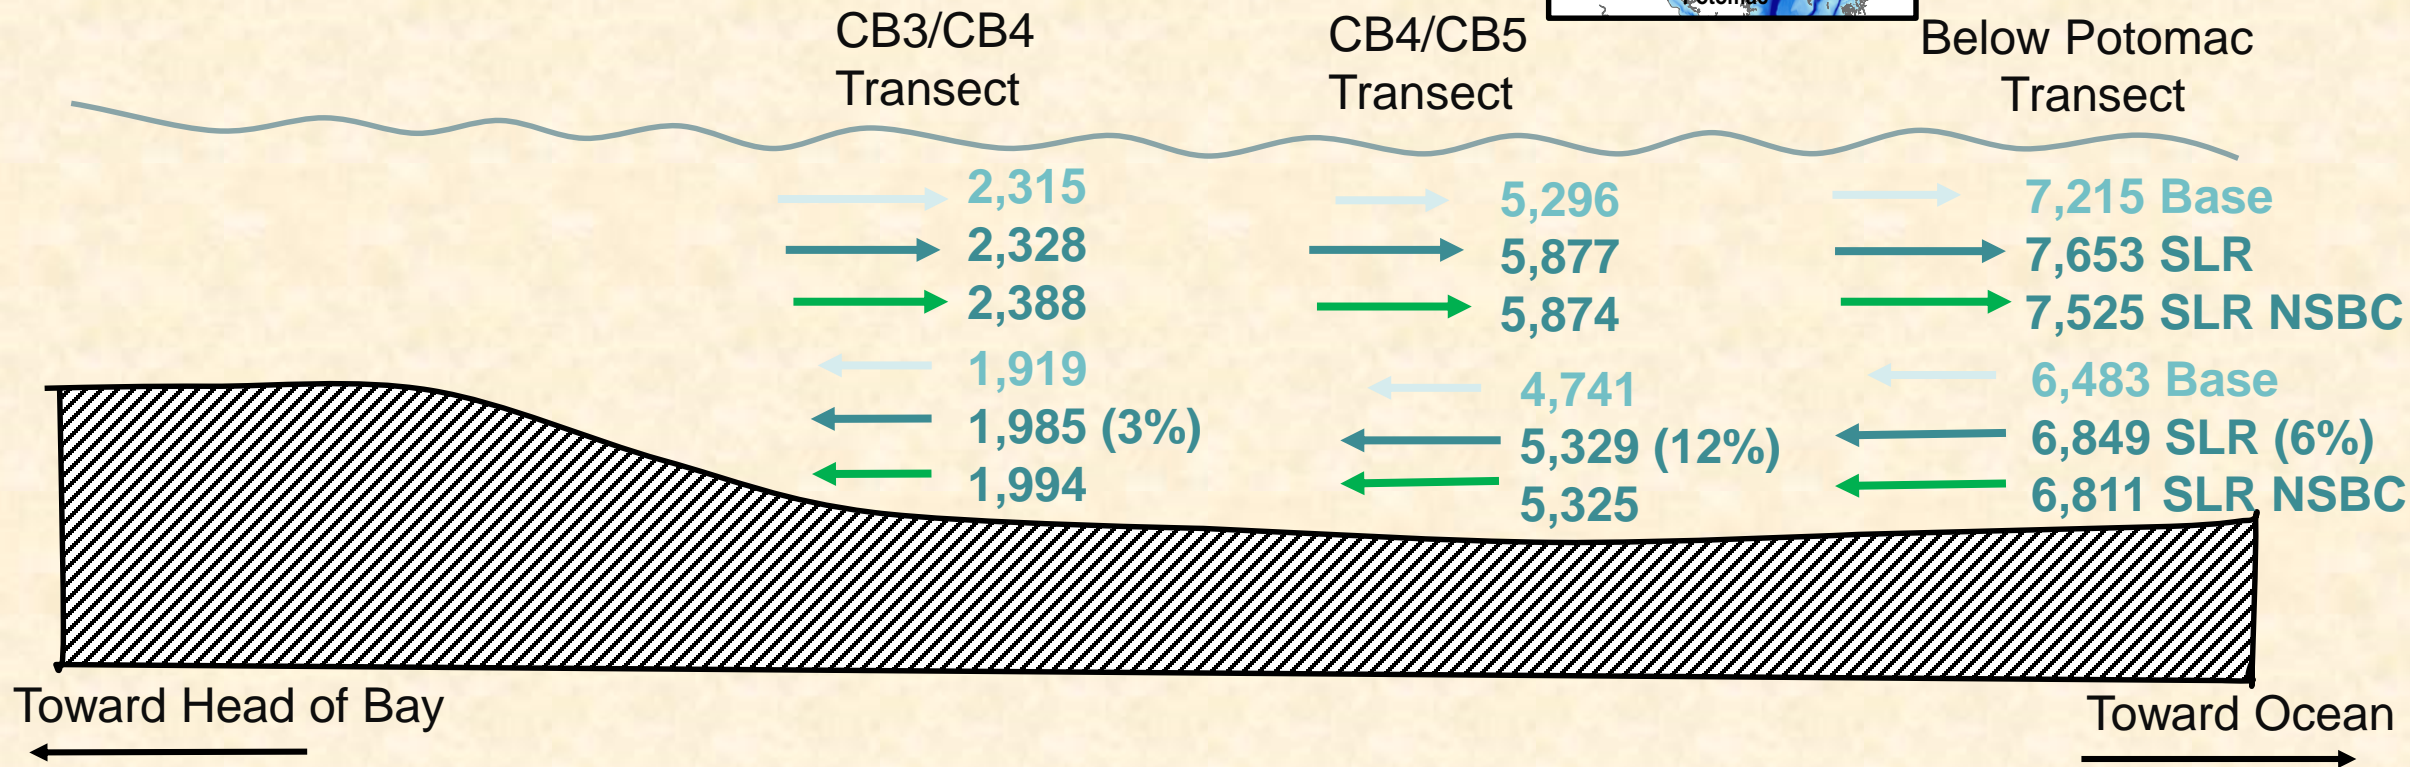 Potomac
CB3/CB4
Transect
CB4/CB5
Transect
Below Potomac
Transect
2,315
2,328
2,388
5,296
5,877
5,874
7,215 Base
7,653 SLR
7,525 SLR NSBC
1,919
1,985 (3%)
1,994
4,741
5,329 (12%)
5,325
6,483 Base
6,849 SLR (6%)
6,811 SLR NSBC
Toward Head of Bay
Toward Ocean